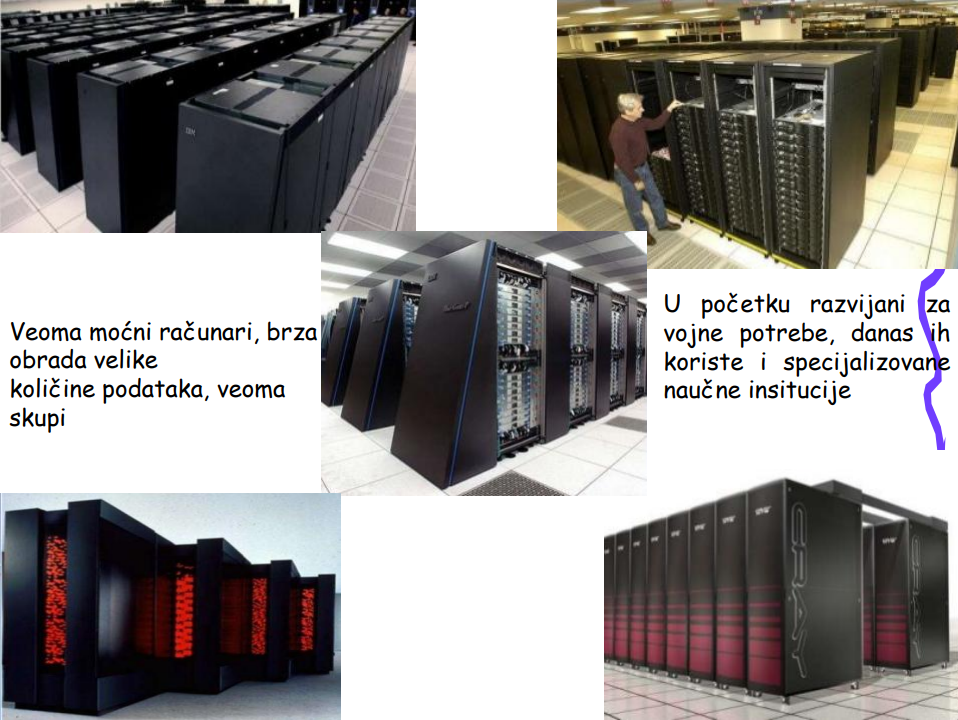 IBM
Veoma moćni računari, brza
obrada velike
količine podataka, veoma
skupi
U početku razvijani za
vojne potrebe, danas ih
koriste i specijalizovane
naučne insitucije
CRAY
CRAY